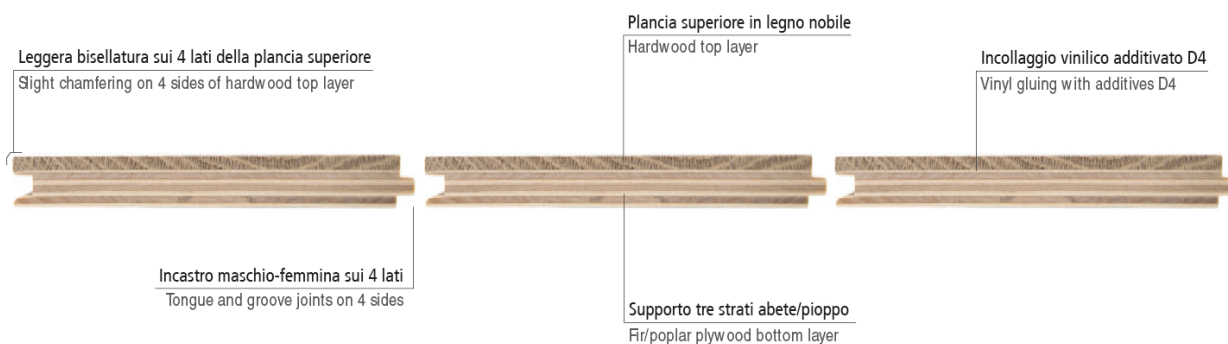 Leggera bisellatura sui 4 lati della plancia superiore
Slight chamfering on 4 sides of hardwood top layer
Plancia superiore in legno nobile
Hardwood top layer
Incollaggio vinilico additivato D4
Vinyl gluing with additives D4
Incastro maschio-femmina sui 4 lati
Tongue and groove joints on 4 sides
Supporto tre strati abete/pioppo
Fir/poplar plywood bottom layer